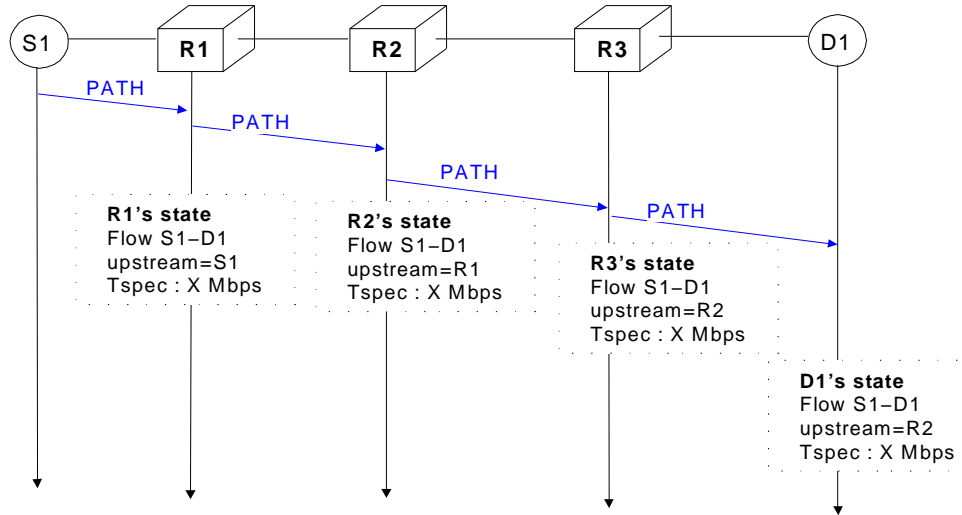 S1
R1
R2
R3
D1
PATH
PATH
PATH
PATH
R1’s state
Flow S1−D1
upstream=S1
Tspec : X Mbps
R2’s state
Flow S1−D1
upstream=R1
Tspec : X Mbps
R3’s state
Flow S1−D1
upstream=R2
Tspec : X Mbps
D1’s state
Flow S1−D1
upstream=R2
Tspec : X Mbps